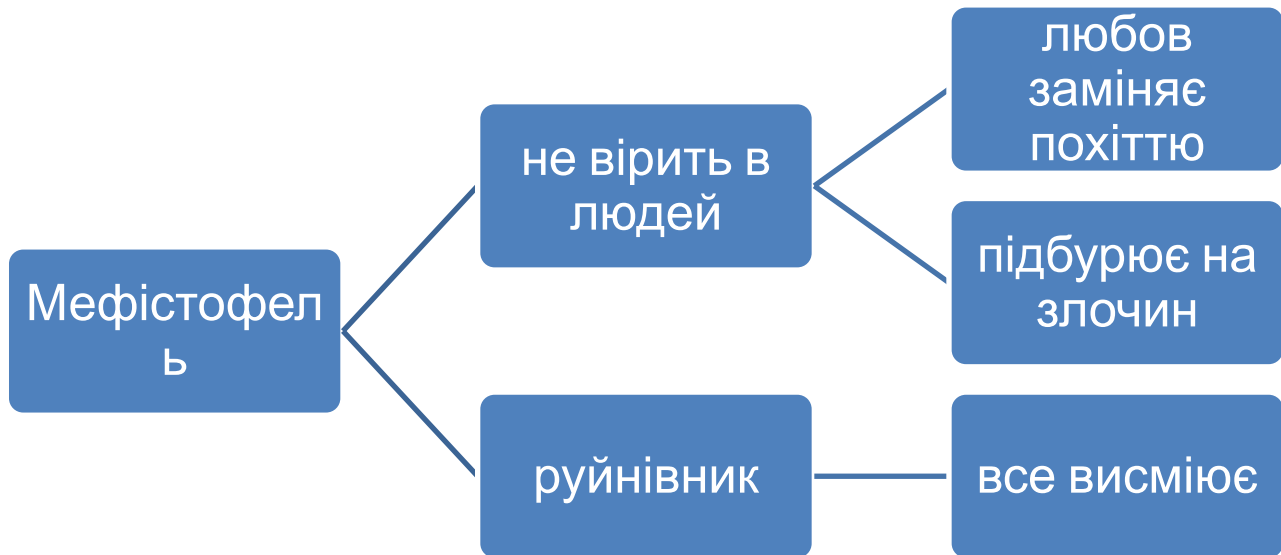 Мефістофел
ь
не вірить в
людей
любов
заміняє
похіттю
підбурює на
злочин
руйнівник
все висміює